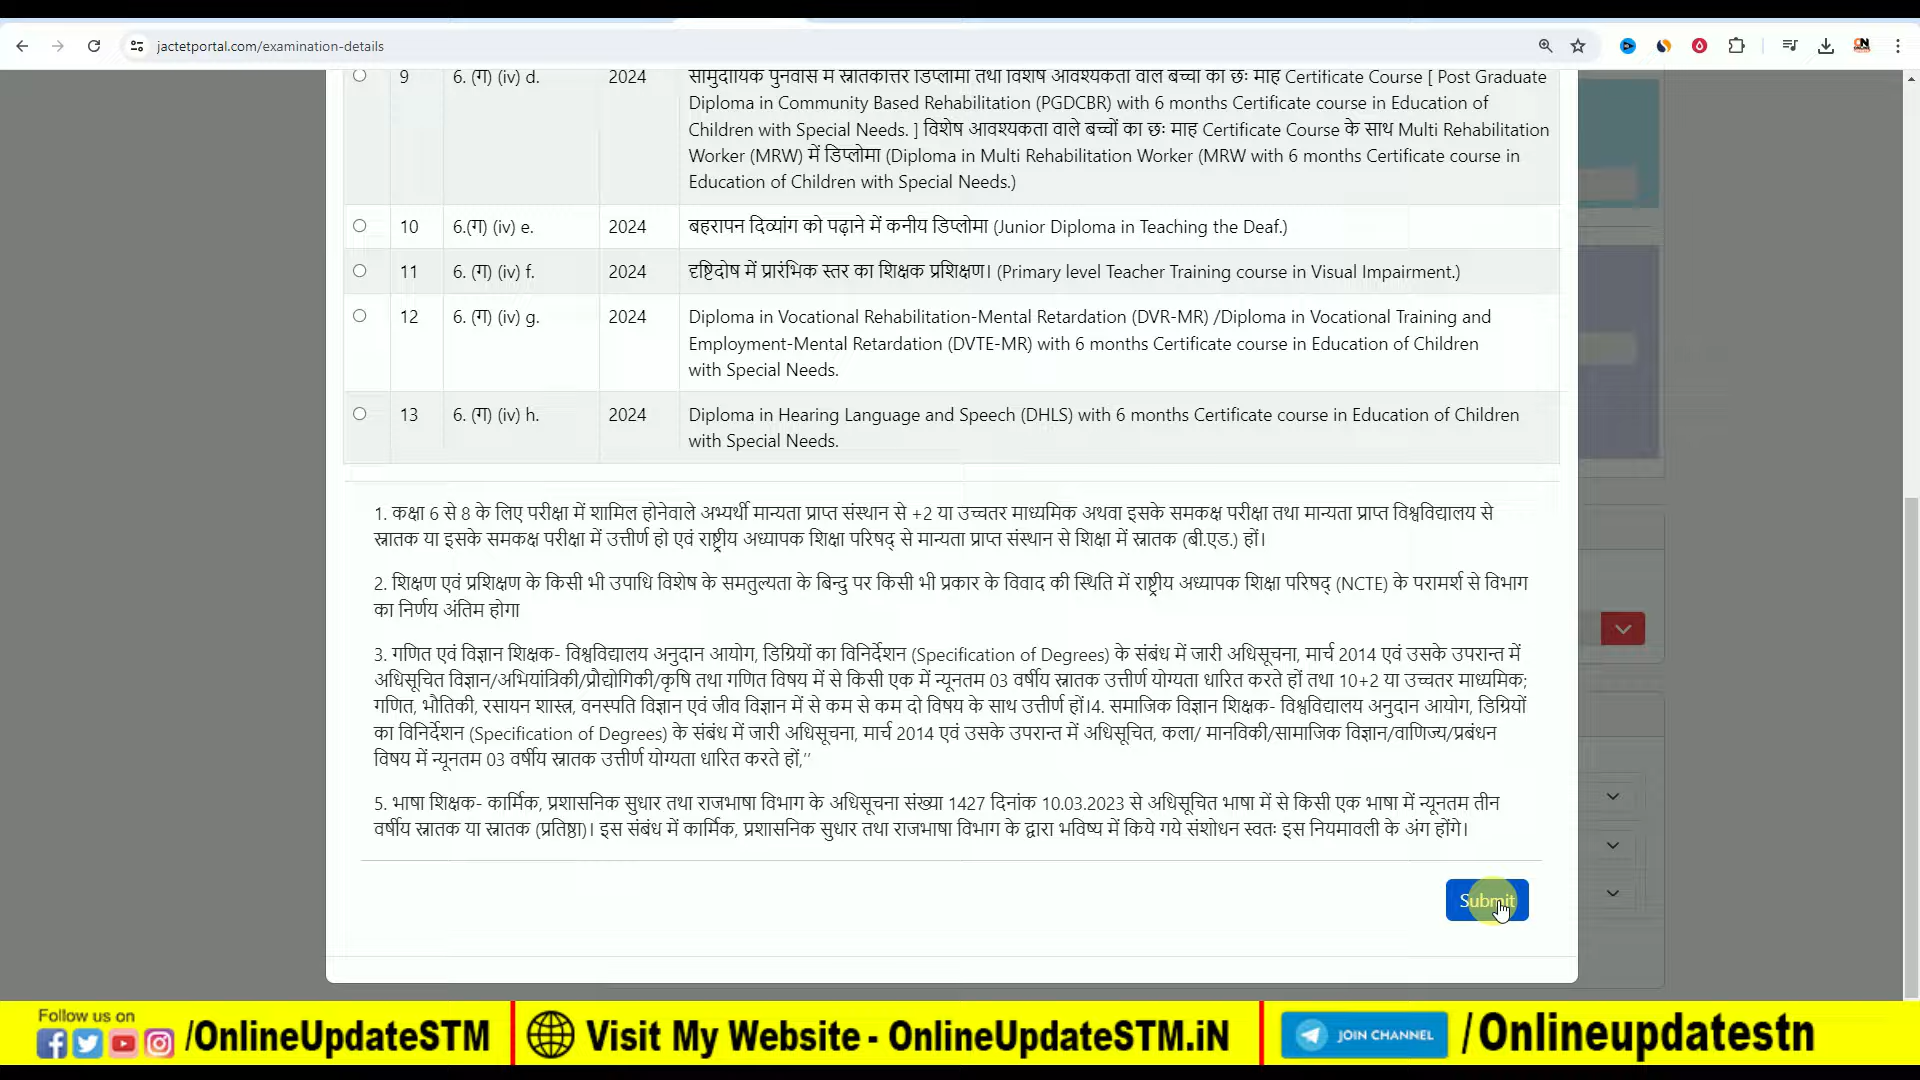 jactetportal.com/examination-details
9 6. (ग) (iv) d. 2024 सामुदायिक पुनर्वास में स्नातकोत्तर डिप्लोमा तथा विशेष आवश्यकता वाले बच्चों का छः माह Certificate Course [ Post Graduate
Diploma in Community Based Rehabilitation (PGDCBR) with 6 months Certificate course in Education of
Children with Special Needs. ] विशेष आवश्यकता वाले बच्चों का छः माह Certificate Course के साथ Multi Rehabilitation
Worker (MRW) में डिप्लोमा (Diploma in Multi Rehabilitation Worker (MRW with 6 months Certificate course in
Education of Children with Special Needs.)
10 6.(ग) (iv) e. 2024 बहरापन दिव्यांग को पढ़ाने में कनीय डिप्लोमा (Junior Diploma in Teaching the Deaf.)
11 6. (ग) (iv) f. 2024 दृष्टिदोष में प्रारंभिक स्तर का शिक्षक प्रशिक्षण। (Primary level Teacher Training course in Visual Impairment.)
12 6. (ग) (iv) g. 2024 Diploma in Vocational Rehabilitation-Mental Retardation (DVR-MR) /Diploma in Vocational Training and
Employment-Mental Retardation (DVTE-MR) with 6 months Certificate course in Education of Children
with Special Needs.
13 6. (ग) (iv) h. 2024 Diploma in Hearing Language and Speech (DHLS) with 6 months Certificate course in Education of Children
with Special Needs.
1. कक्षा 6 से 8 के लिए परीक्षा में शामिल होनेवाले अभ्यर्थी मान्यता प्राप्त संस्थान से +2 या उच्चतर माध्यमिक अथवा इसके समकक्ष परीक्षा तथा मान्यता प्राप्त विश्वविद्यालय से
स्नातक या इसके समकक्ष परीक्षा में उत्तीर्ण हो एवं राष्ट्रीय अध्यापक शिक्षा परिषद् से मान्यता प्राप्त संस्थान से शिक्षा में स्नातक (बी.एड.) हों।
2. शिक्षण एवं प्रशिक्षण के किसी भी उपाधि विशेष के समतुल्यता के बिन्दु पर किसी भी प्रकार के विवाद की स्थिति में राष्ट्रीय अध्यापक शिक्षा परिषद् (NCTE) के परामर्श से विभाग
का निर्णय अंतिम होगा
3. गणित एवं विज्ञान शिक्षक- विश्वविद्यालय अनुदान आयोग, डिग्रियों का विनिर्देशन (Specification of Degrees) के संबंध में जारी अधिसूचना, मार्च 2014 एवं उसके उपरान्त में
अधिसूचित विज्ञान/अभियांत्रिकी/प्रौद्योगिकी/कृषि तथा गणित विषय में से किसी एक में न्यूनतम 03 वर्षीय स्नातक उत्तीर्ण योग्यता धारित करते हों तथा 10+2 या उच्चतर माध्यमिक;
गणित, भौतिकी, रसायन शास्त्र, वनस्पति विज्ञान एवं जीव विज्ञान में से कम से कम दो विषय के साथ उत्तीर्ण हों।4. समाजिक विज्ञान शिक्षक- विश्वविद्यालय अनुदान आयोग, डिग्रियों
का विनिर्देशन (Specification of Degrees) के संबंध में जारी अधिसूचना, मार्च 2014 एवं उसके उपरान्त में अधिसूचित, कला/ मानविकी/सामाजिक विज्ञान/वाणिज्य/प्रबंधन
विषय में न्यूनतम 03 वर्षीय स्नातक उत्तीर्ण योग्यता धारित करते हों,’’
5. भाषा शिक्षक- कार्मिक, प्रशासनिक सुधार तथा राजभाषा विभाग के अधिसूचना संख्या 1427 दिनांक 10.03.2023 से अधिसूचित भाषा में से किसी एक भाषा में न्यूनतम तीन
वर्षीय स्नातक या स्नातक (प्रतिष्ठा)। इस संबंध में कार्मिक, प्रशासनिक सुधार तथा राजभाषा विभाग के द्वारा भविष्य में किये गये संशोधन स्वतः इस नियमावली के अंग होंगे।
Submit
Follow us on
/OnlineUpdateSTM
Visit My Website - OnlineUpdateSTM.iN
JOIN CHANNEL
/Onlineupdatestn